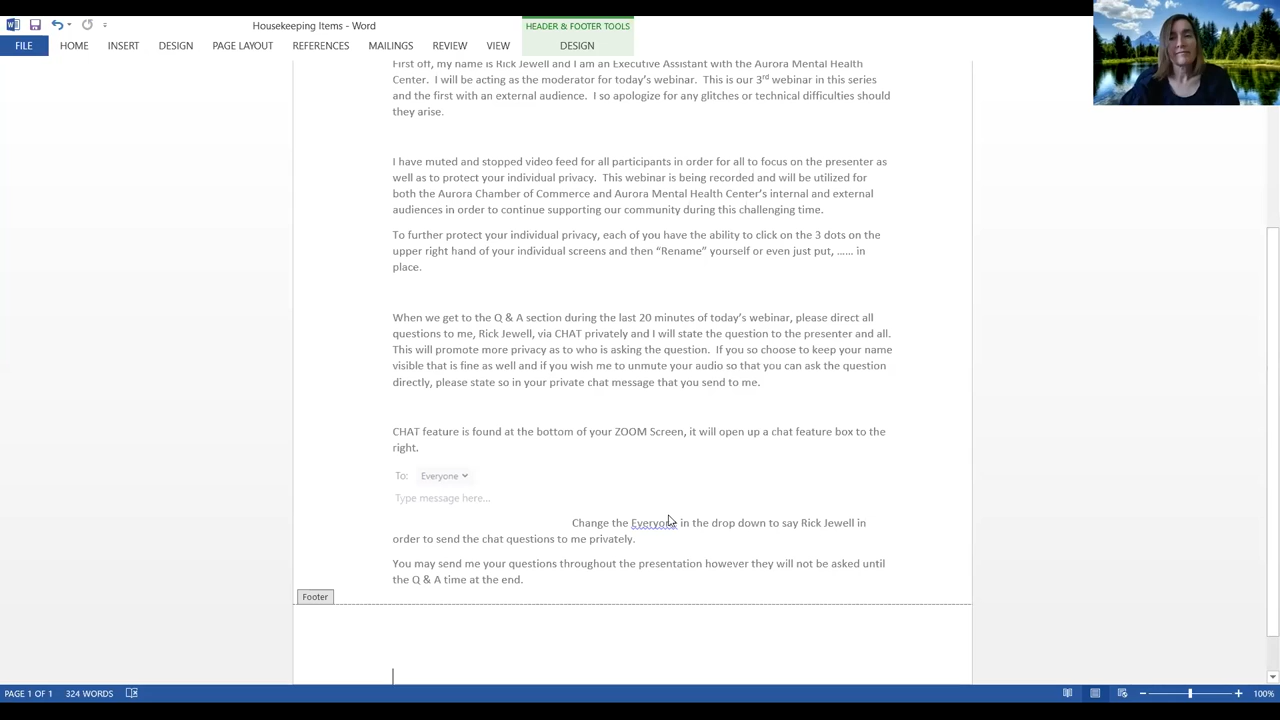 Housekeeping Items - Word
HEADER & FOOTER TOOLS
FILE HOME INSERT DESIGN PAGE LAYOUT REFERENCES MAILINGS REVIEW VIEW DESIGN
First off, my name is Rick Jewell and I am an Executive Assistant with the Aurora Mental Health
Center.  I will be acting as the moderator for today’s webinar.  This is our 3rd webinar in this series
and the first with an external audience.  I so apologize for any glitches or technical difficulties should
they arise.
I have muted and stopped video feed for all participants in order for all to focus on the presenter as
well as to protect your individual privacy.  This webinar is being recorded and will be utilized for
both the Aurora Chamber of Commerce and Aurora Mental Health Center’s internal and external
audiences in order to continue supporting our community during this challenging time.
To further protect your individual privacy, each of you have the ability to click on the 3 dots on the
upper right hand of your individual screens and then “Rename” yourself or even just put, ...... in
place.
When we get to the Q & A section during the last 20 minutes of today’s webinar, please direct all
questions to me, Rick Jewell, via CHAT privately and I will state the question to the presenter and all.
This will promote more privacy as to who is asking the question.  If you so choose to keep your name
visible that is fine as well and if you wish me to unmute your audio so that you can ask the question
directly, please state so in your private chat message that you send to me.
CHAT feature is found at the bottom of your ZOOM Screen, it will open up a chat feature box to the
right.
To: Everyone
Type message here...
Change the Everyone in the drop down to say Rick Jewell in
order to send the chat questions to me privately.
You may send me your questions throughout the presentation however they will not be asked until
the Q & A time at the end.
Footer
PAGE 1 OF 1 324 WORDS 100%